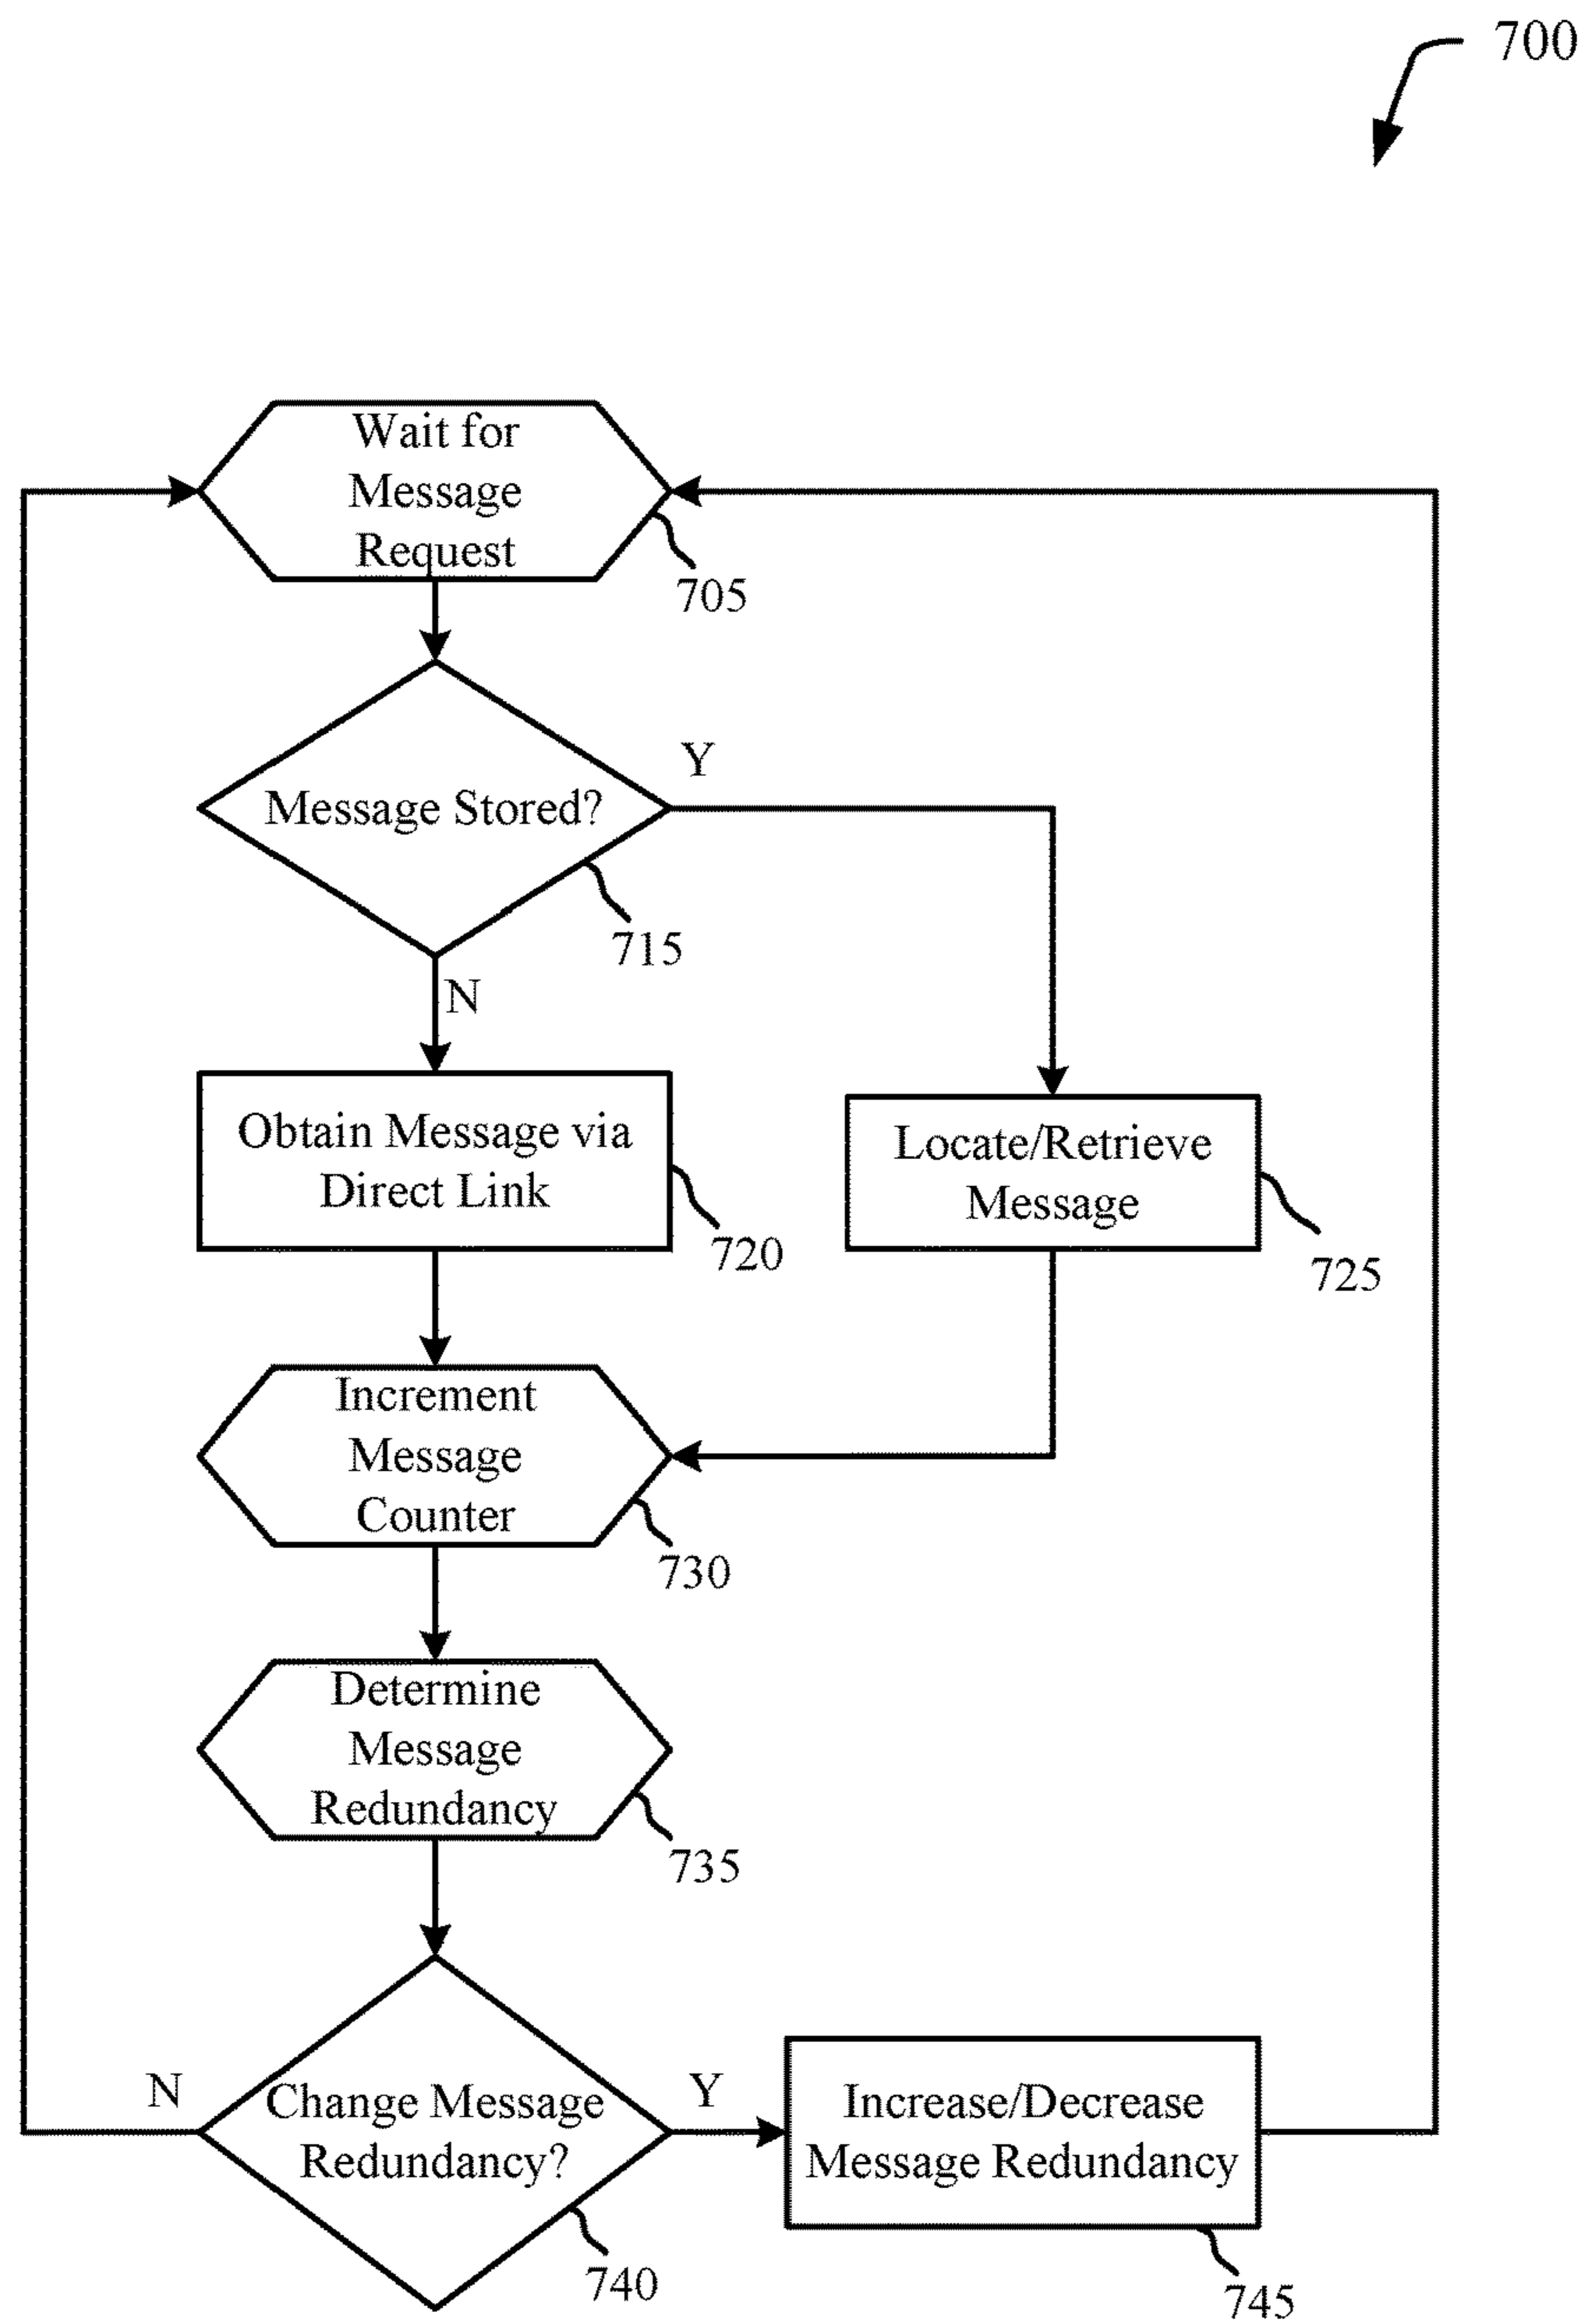 700
Wait for
Message
Request
705
Message Stored?
Y
715
N
Obtain Message via
Direct Link
720
Locate/Retrieve
Message
725
Increment
Message
Counter
730
Determine
Message
Redundancy
735
N
Change Message
Redundancy?
Y
740
Increase/Decrease
Message Redundancy
745